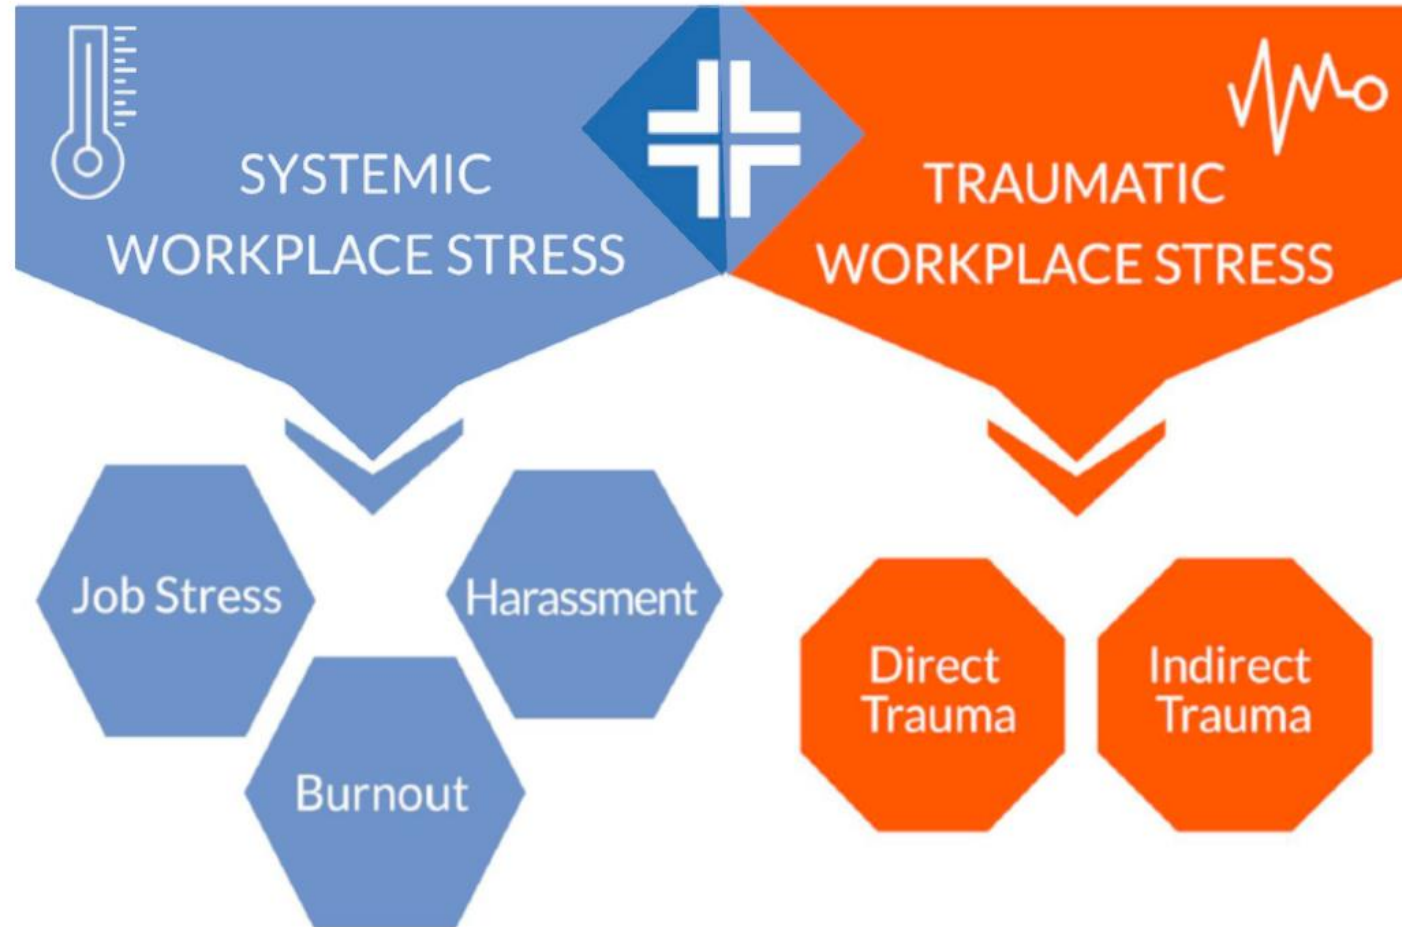 SYSTEMIC
WORKPLACE STRESS
TRAUMATIC
WORKPLACE STRESS
Job Stress
Harassment
Burnout
Direct
Trauma
Indirect
Trauma